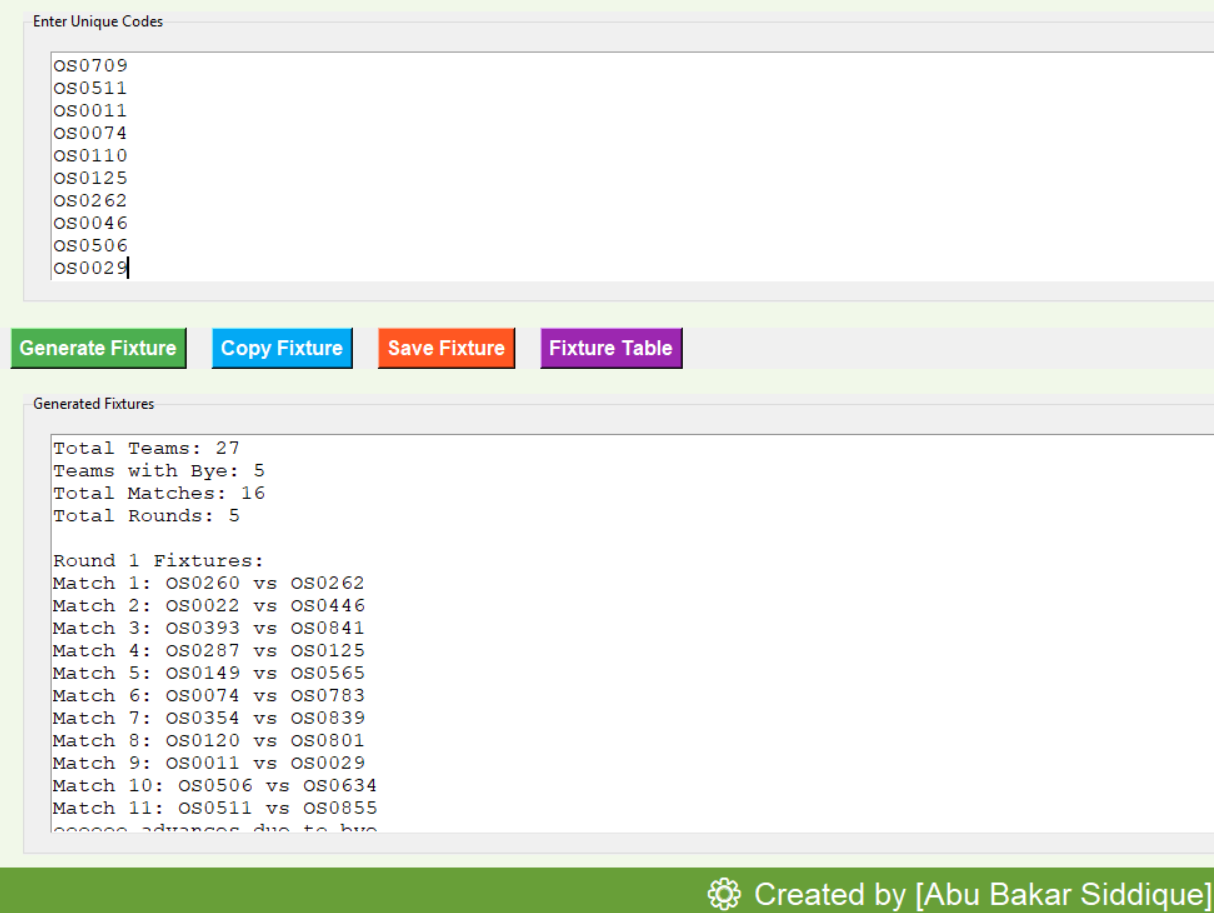 Enter Unique Codes
OS0709
OS0511
OS0011
OS0074
OS0110
OS0125
OS0262
OS0046
OS0506
OS0029
Generate Fixture Copy Fixture Save Fixture Fixture Table
Generated Fixtures
Total Teams: 27
Teams with Bye: 5
Total Matches: 16
Total Rounds: 5
Round 1 Fixtures:
Match 1: OS0260 vs OS0262
Match 2: OS0022 vs OS0446
Match 3: OS0393 vs OS0841
Match 4: OS0287 vs OS0125
Match 5: OS0149 vs OS0565
Match 6: OS0074 vs OS0783
Match 7: OS0354 vs OS0839
Match 8: OS0120 vs OS0801
Match 9: OS0011 vs OS0029
Match 10: OS0506 vs OS0634
Match 11: OS0511 vs OS0855
advances due to bye
Created by [Abu Bakar Siddique]